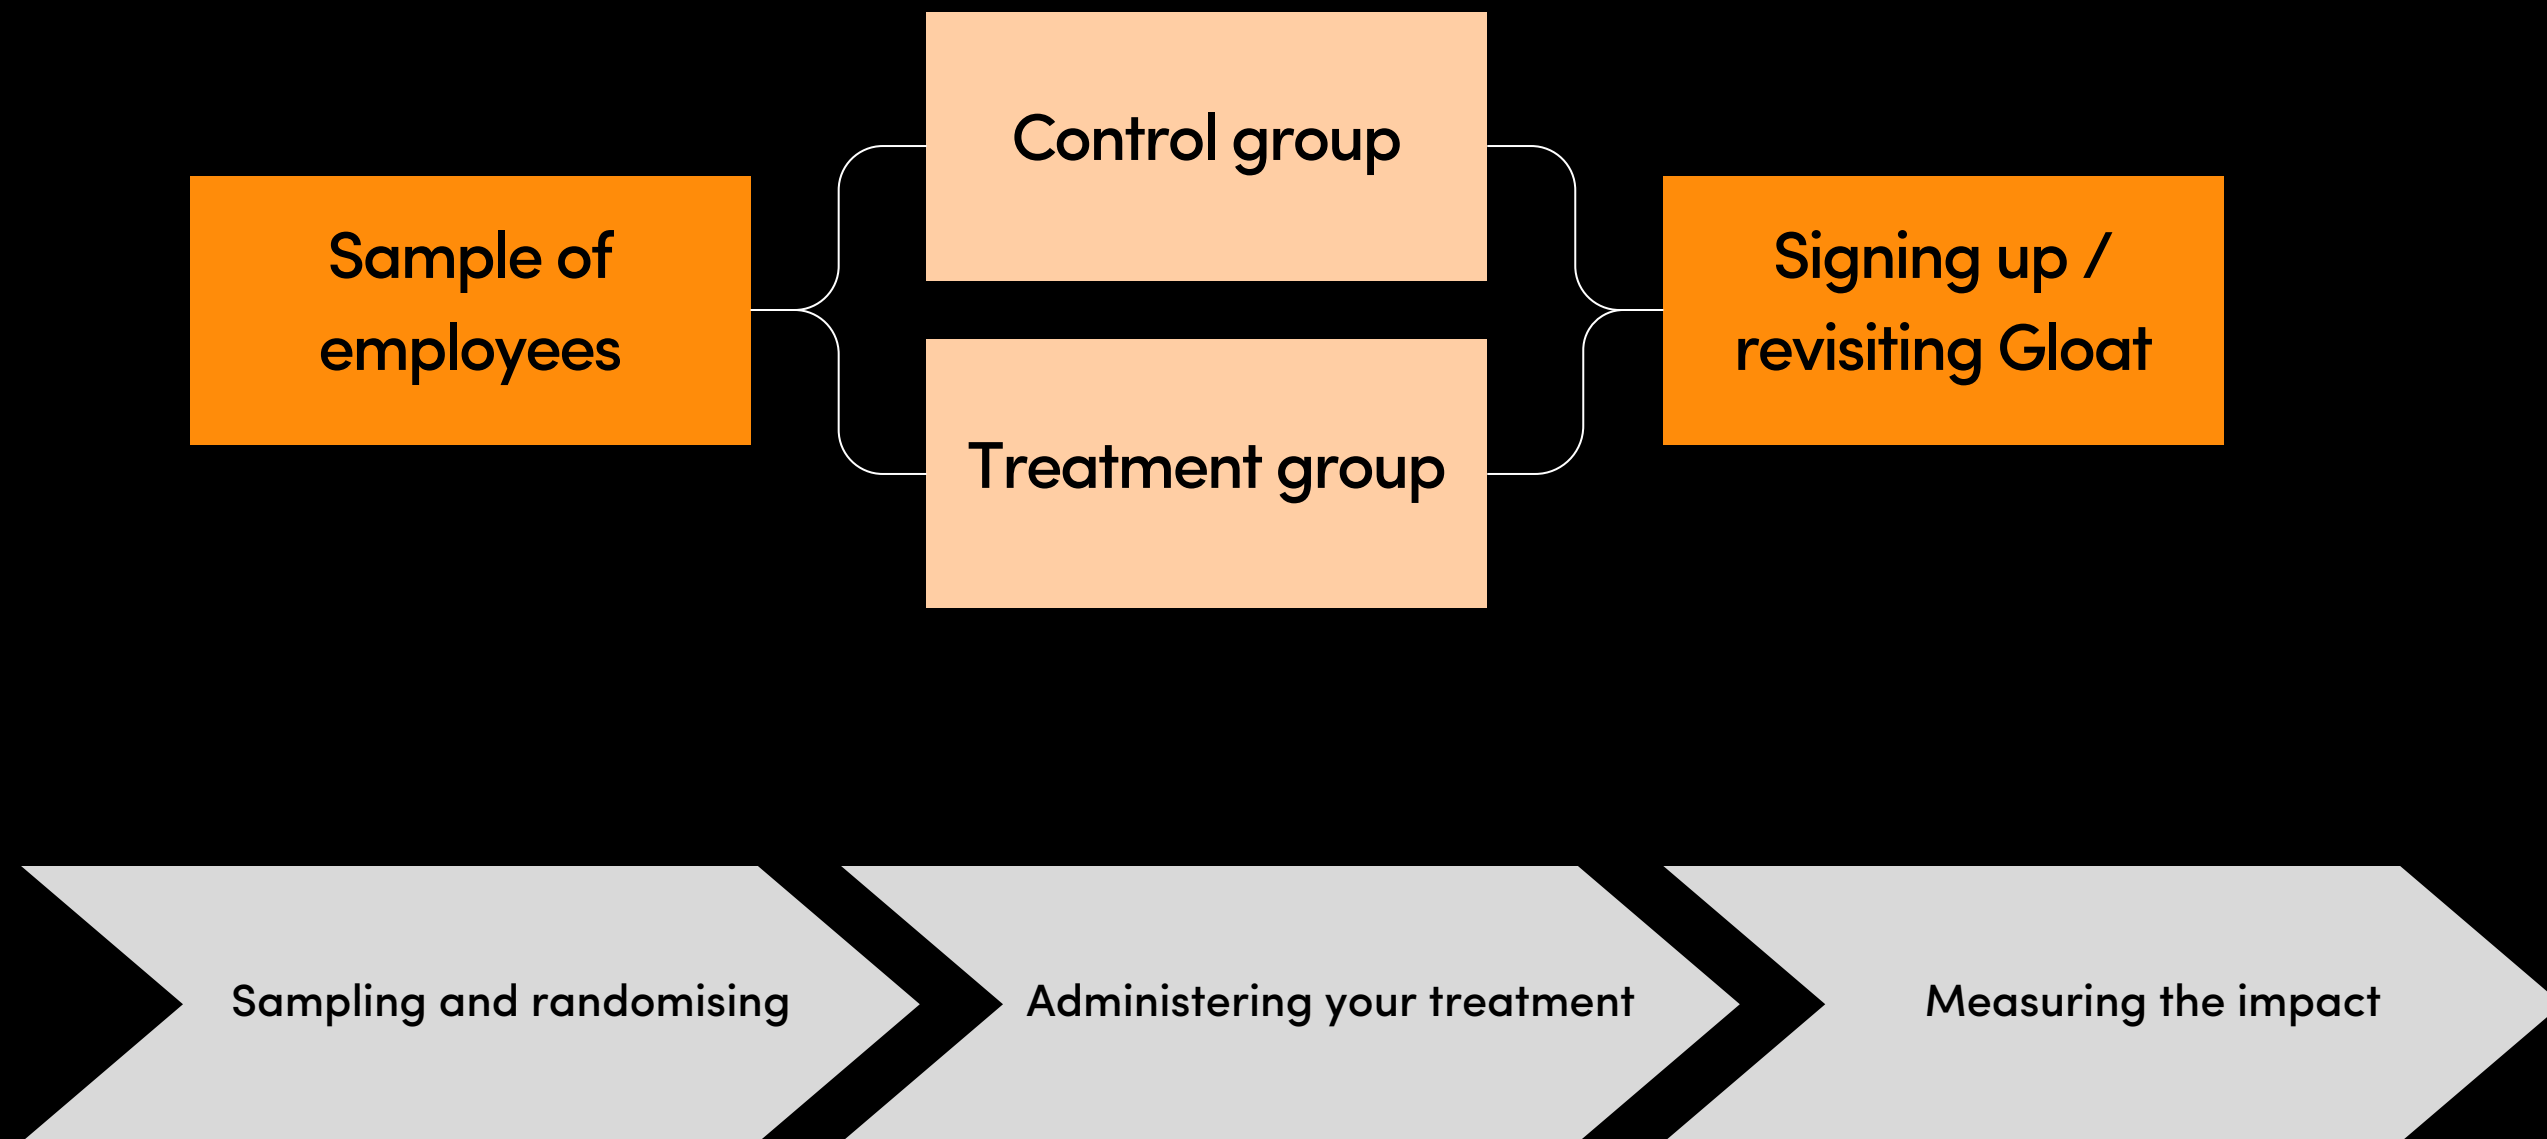 Control group
Sample of
employees
Signing up /
revisiting Gloat
Treatment group
Sampling and randomising
Administering your treatment
Measuring the impact